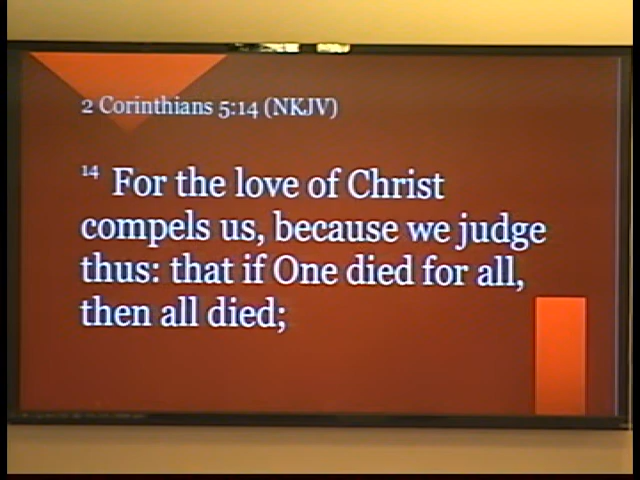 2 Corinthians 5:14 (NKJV)
14 For the love of Christ
compels us, because we judge
thus: that if One died for all,
then all died;